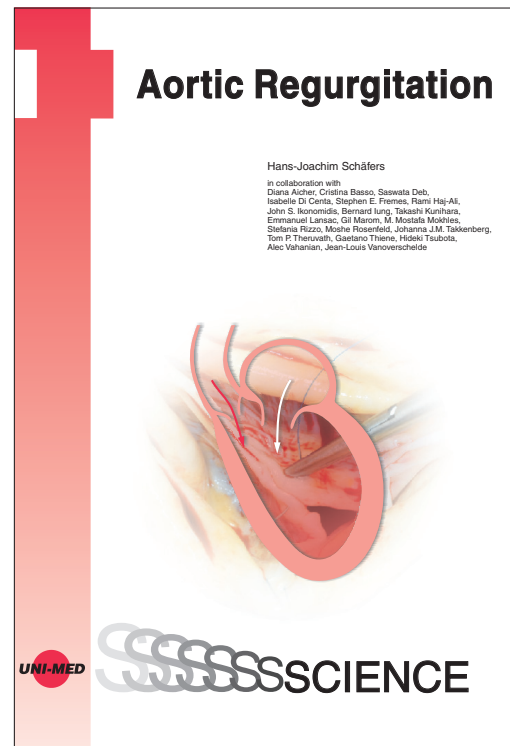 Aortic Regurgitation
Hans-Joachim Schäfers
in collaboration with
Diana Aicher, Cristina Basso, Saswata Deb,
Isabelle Di Centa, Stephen E. Fremes, Rami Haj-Ali,
John S. Ikonomidis, Bernard Iung, Takashi Kunihara,
Emmanuel Lansac, Gil Marom, M. Mostafa Mokhles,
Stefania Rizzo, Moshe Rosenfeld, Johanna J.M. Takkenberg,
Tom P. Theruvath, Gaetano Thiene, Hideki Tsubota,
Alec Vahanian, Jean-Louis Vanoverschelde
UNI-MED
SSSSSSSSCIENCE